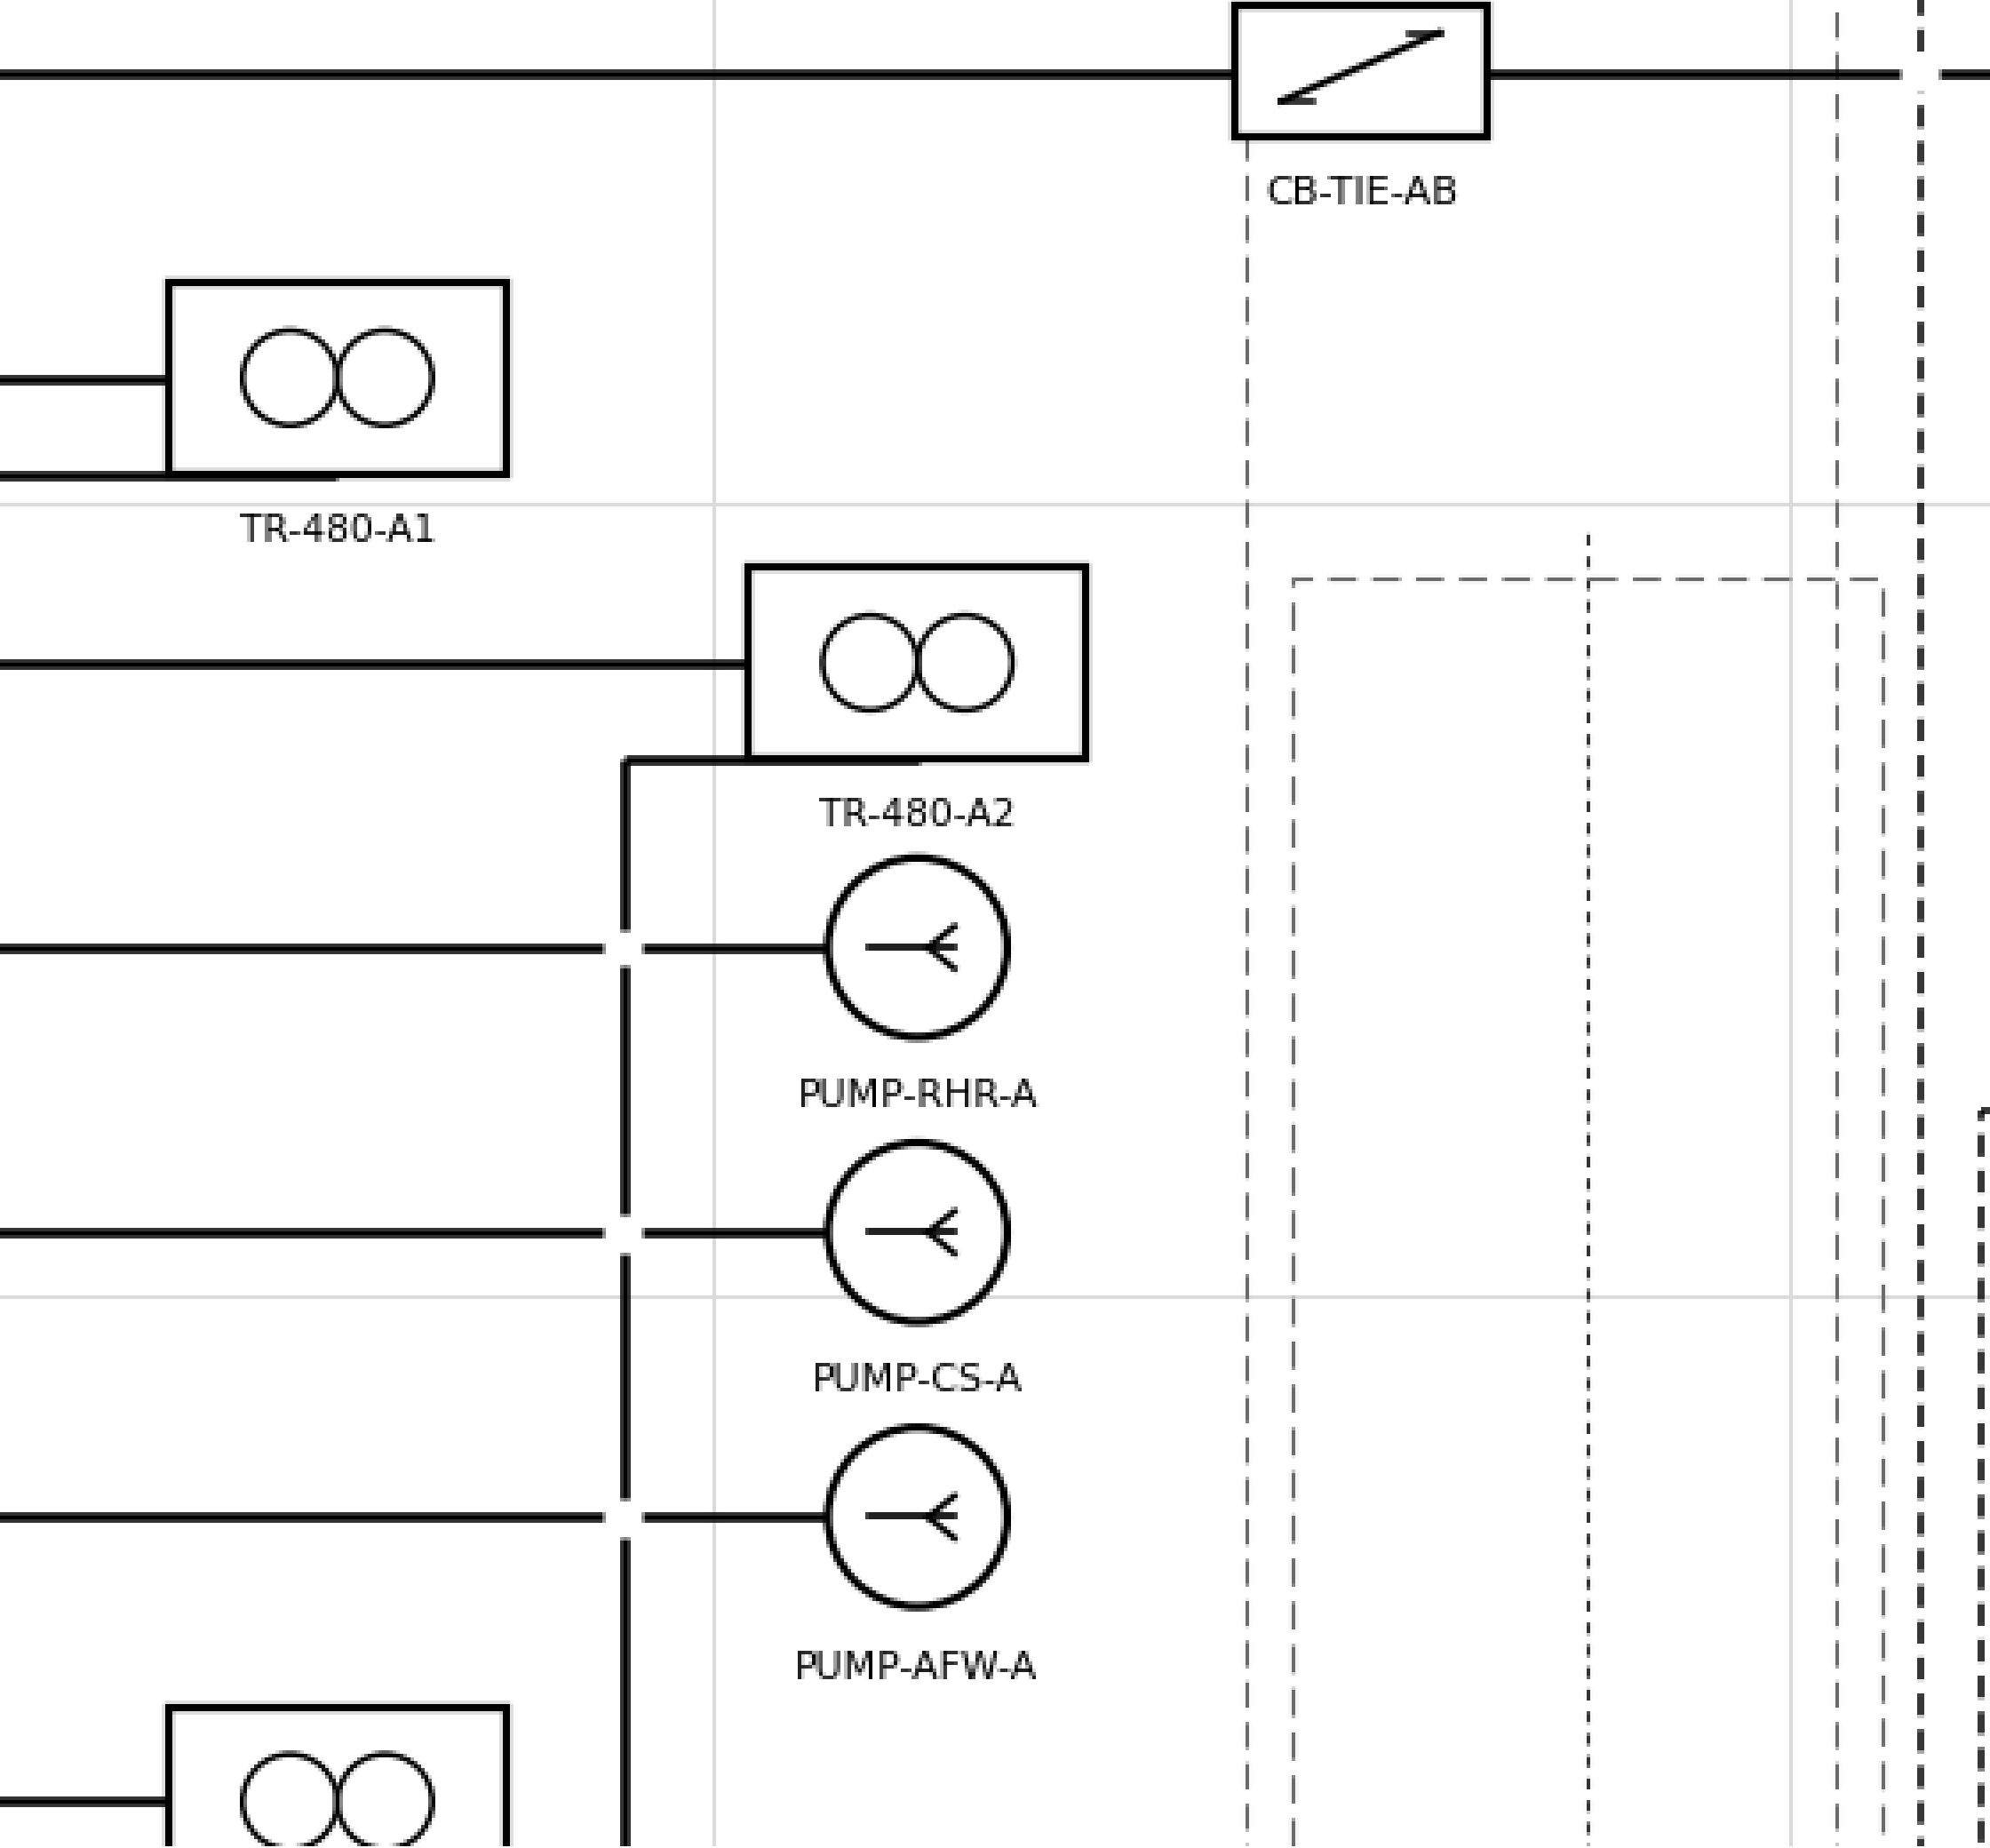 CB-TIE-AB
TR-480-A1
TR-480-A2
PUMP-RHR-A
PUMP-CS-A
PUMP-AFW-A